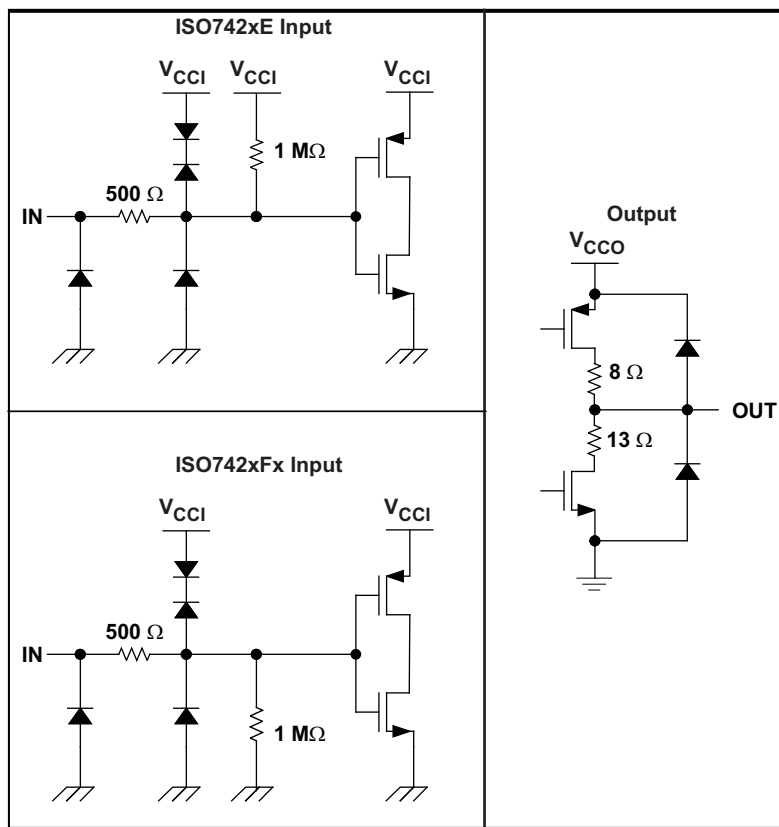 ISO742xE Input
VCCI VCCI VCCI
1 MΩ
500 Ω
IN
ISO742xFx Input
VCCI VCCI
500 Ω
IN
1 MΩ
Output
VCCO
8 Ω
OUT
13 Ω